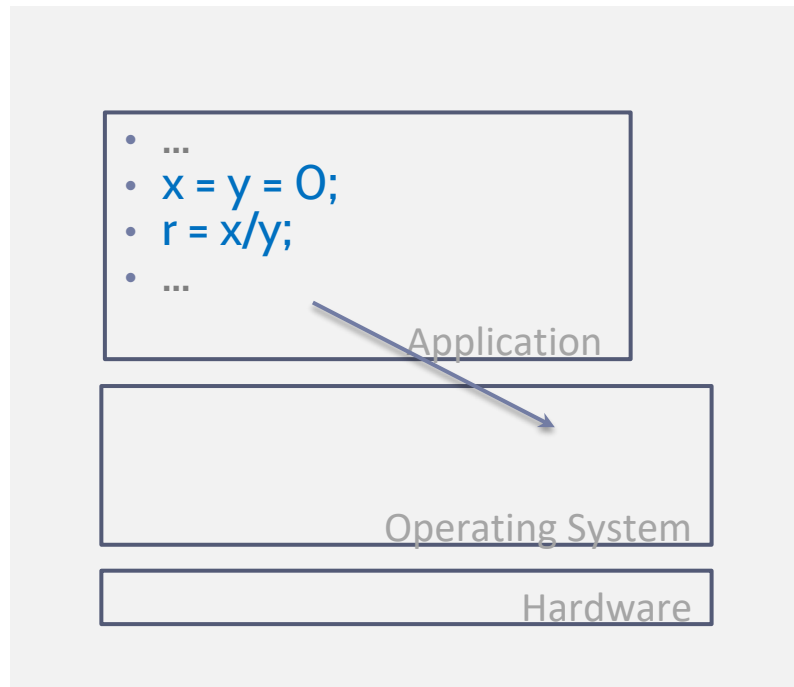 • ...
• x = y = 0;
• r = x/y;
• ...
Application
Operating System
Hardware